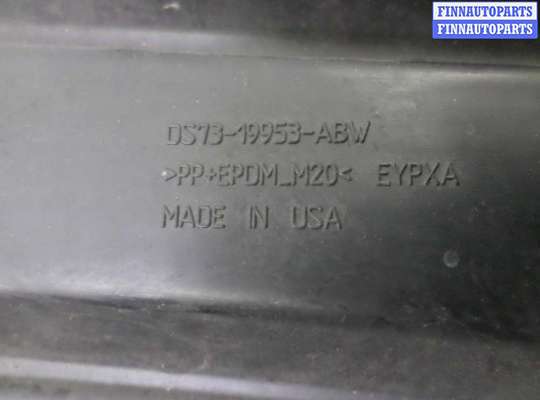 FINNAUTOPARTS
FINNAUTOPARTS
DS73-19953-ABW
>PP+EPDM_M20< EYPXA
MADE IN USA